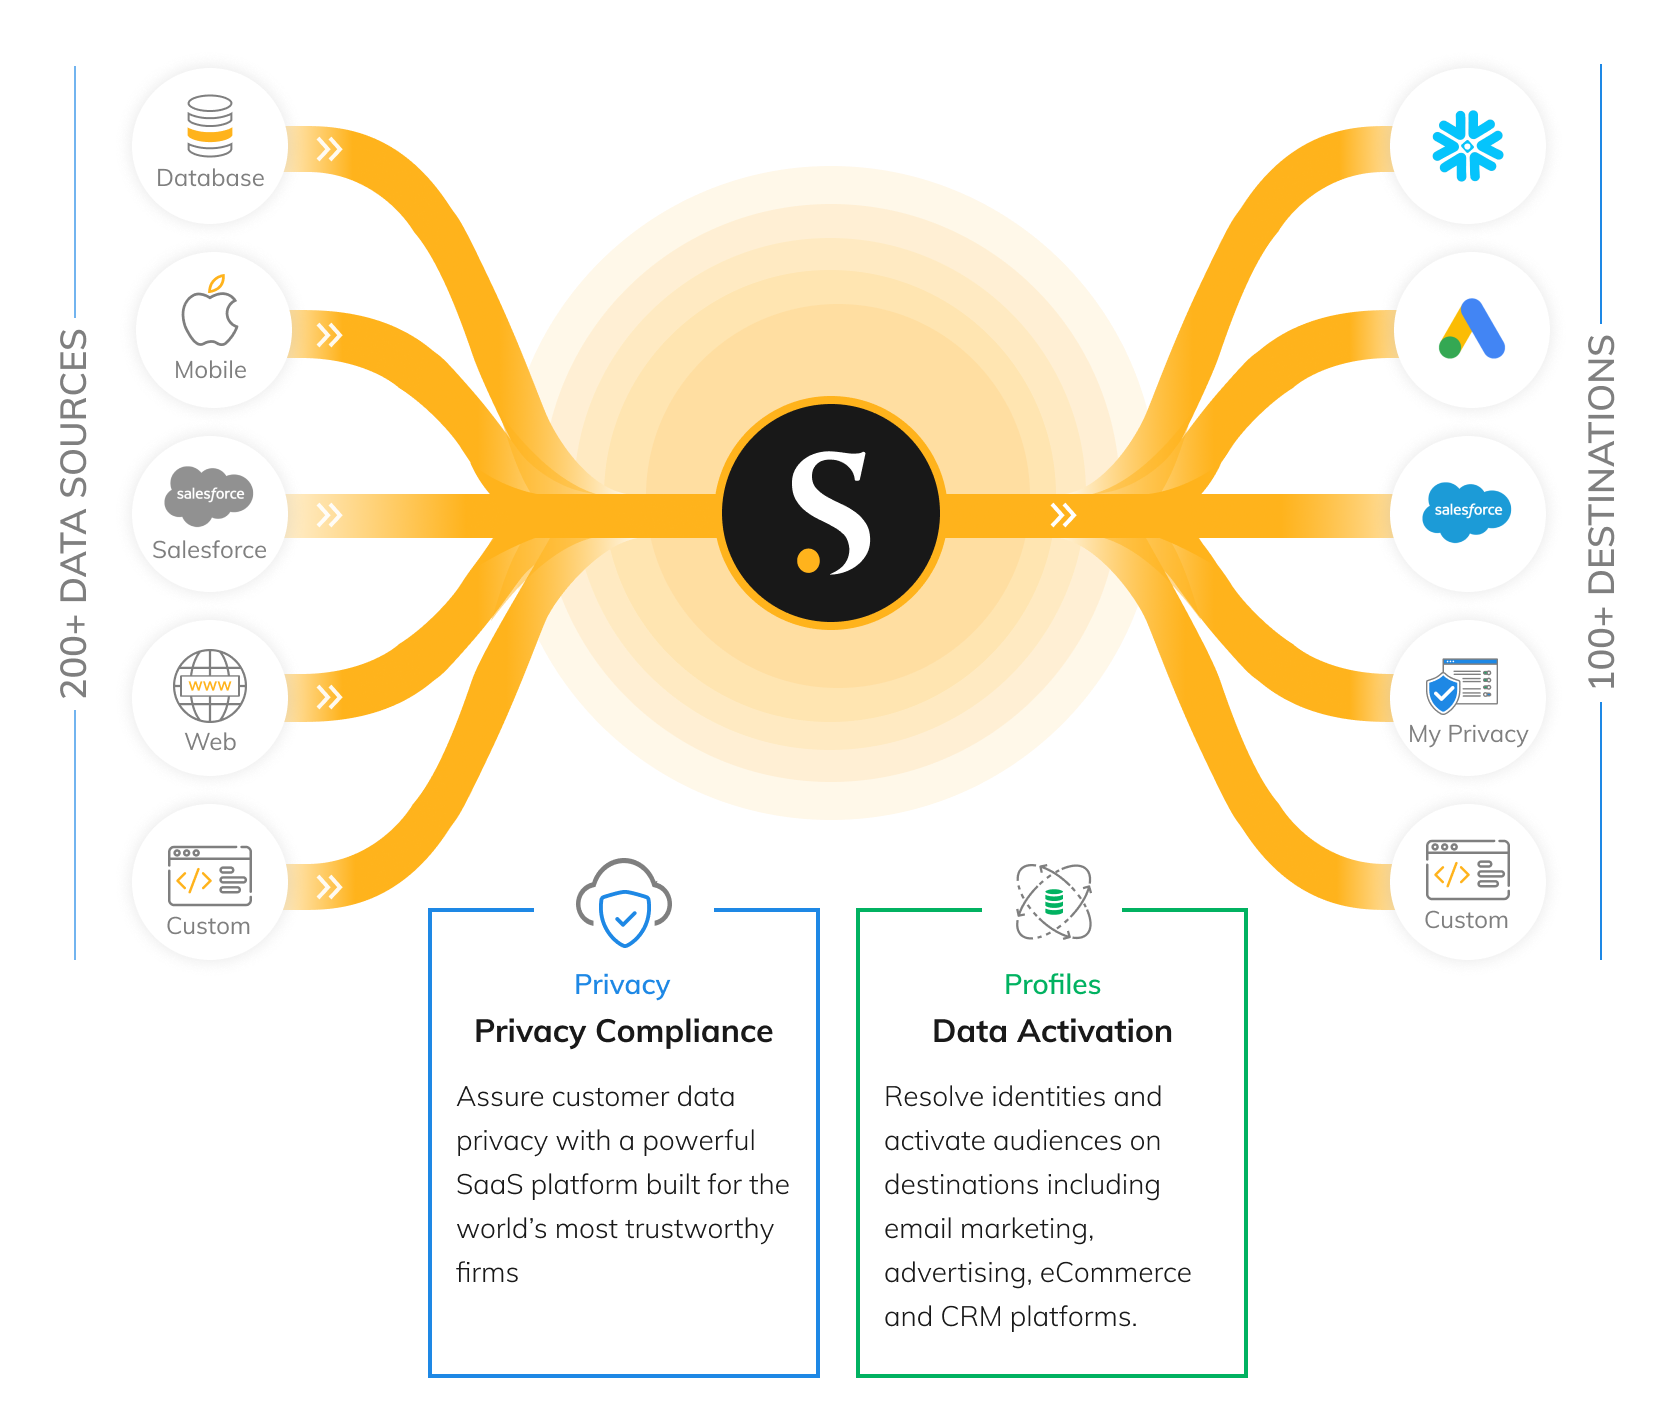 200+ DATA SOURCES
Database
Mobile
salesforce
Salesforce
www
Web
</>
Custom
S
salesforce
My Privacy
</>
Custom
100+ DESTINATIONS
Privacy
Privacy Compliance
Assure customer data
privacy with a powerful
SaaS platform built for the
world’s most trustworthy
firms
Profiles
Data Activation
Resolve identities and
activate audiences on
destinations including
email marketing,
advertising, eCommerce
and CRM platforms.